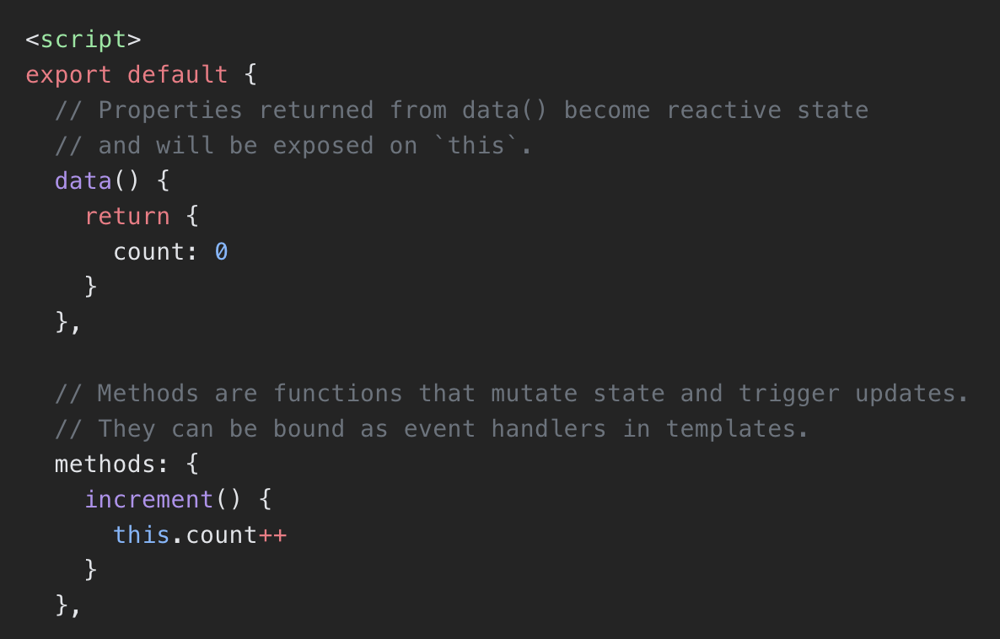 <script>
export default {
  // Properties returned from data() become reactive state
  // and will be exposed on `this`.
  data() {
    return {
      count: 0
    }
  },

  // Methods are functions that mutate state and trigger updates.
  // They can be bound as event handlers in templates.
  methods: {
    increment() {
      this.count++
    }
  },